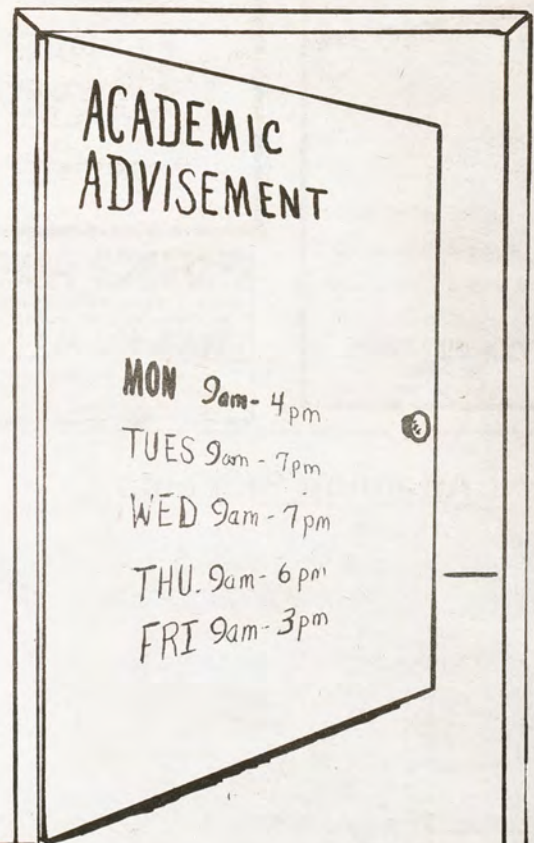 ACADEMIC
ADVISEMENT
MON 9am - 4pm
TUES 9am - 7pm
WED 9am - 7pm
THU. 9am - 6pm
FRI 9am - 3pm